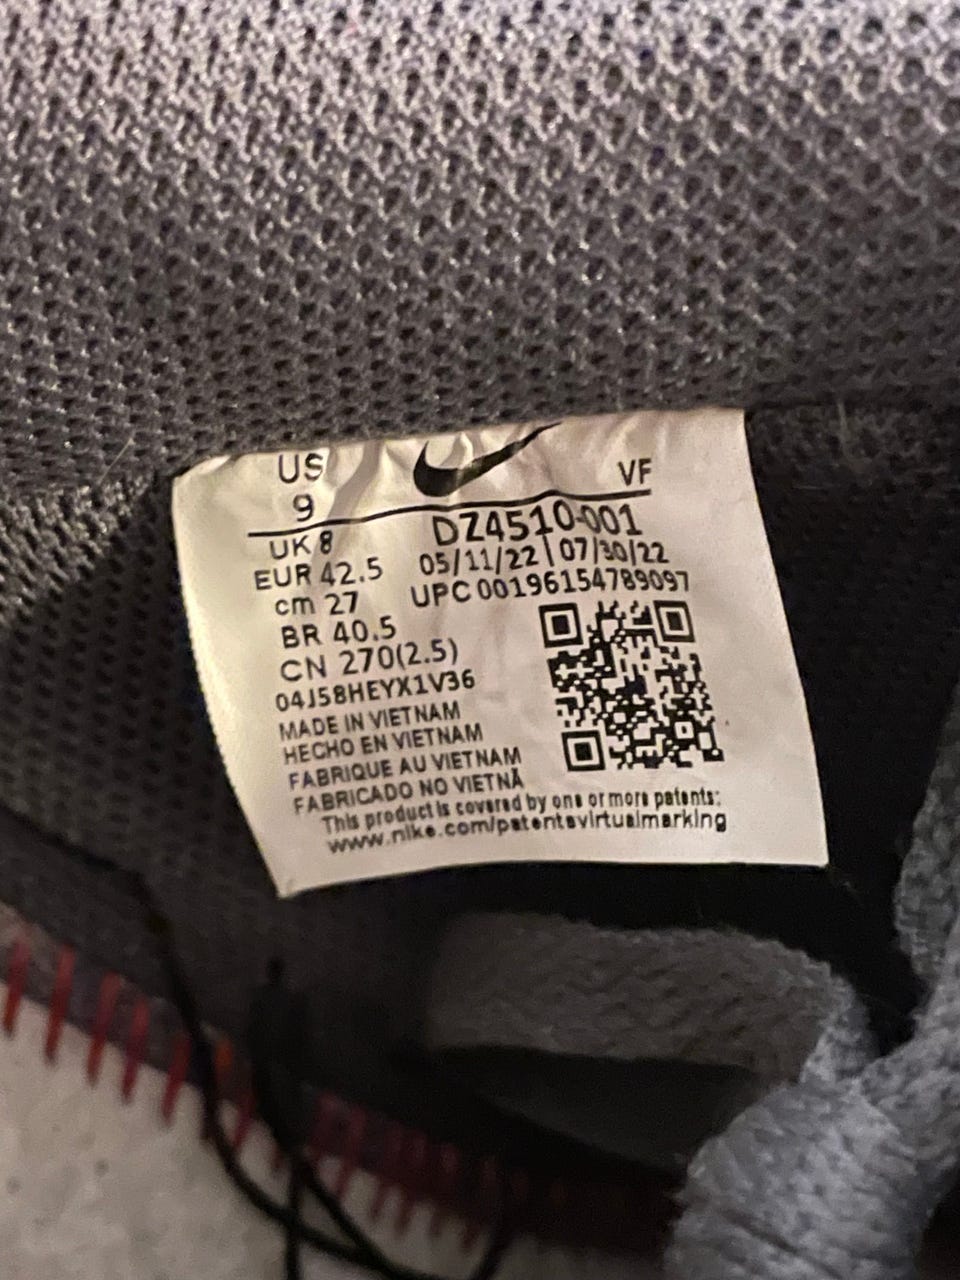 US
9
VF
UK 8
EUR 42.5
cm 27
BR 40.5
CN 270(2.5)
04J58HEYX1V36
MADE IN VIETNAM
HECHO EN VIETNAM
FABRIQUE AU VIETNAM
FABRICADO NO VIETNÃ
DZ4510-001
05/11/22 | 07/30/22
UPC 00196154789097
This product is covered by one or more patents:
www.nike.com/patentsvirtualmarking